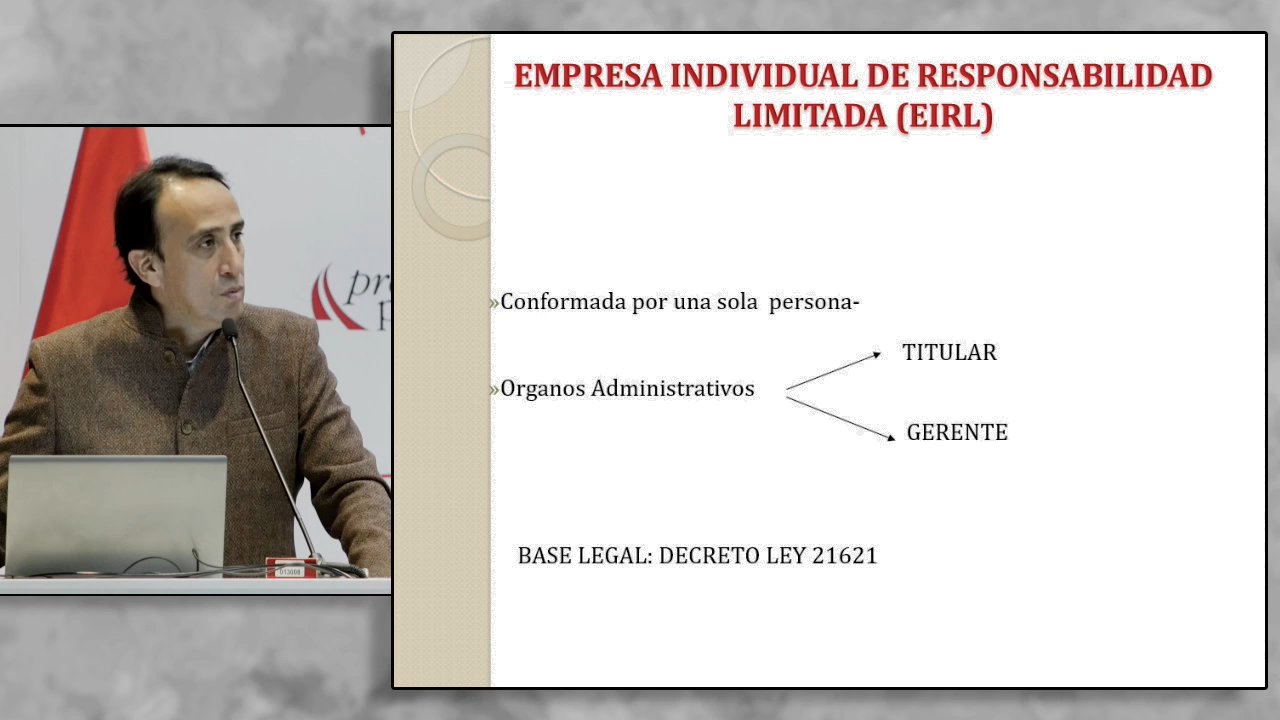 EMPRESA INDIVIDUAL DE RESPONSABILIDAD
LIMITADA (EIRL)
»Conformada por una sola persona-
TITULAR
»Organos Administrativos
GERENTE
BASE LEGAL: DECRETO LEY 21621